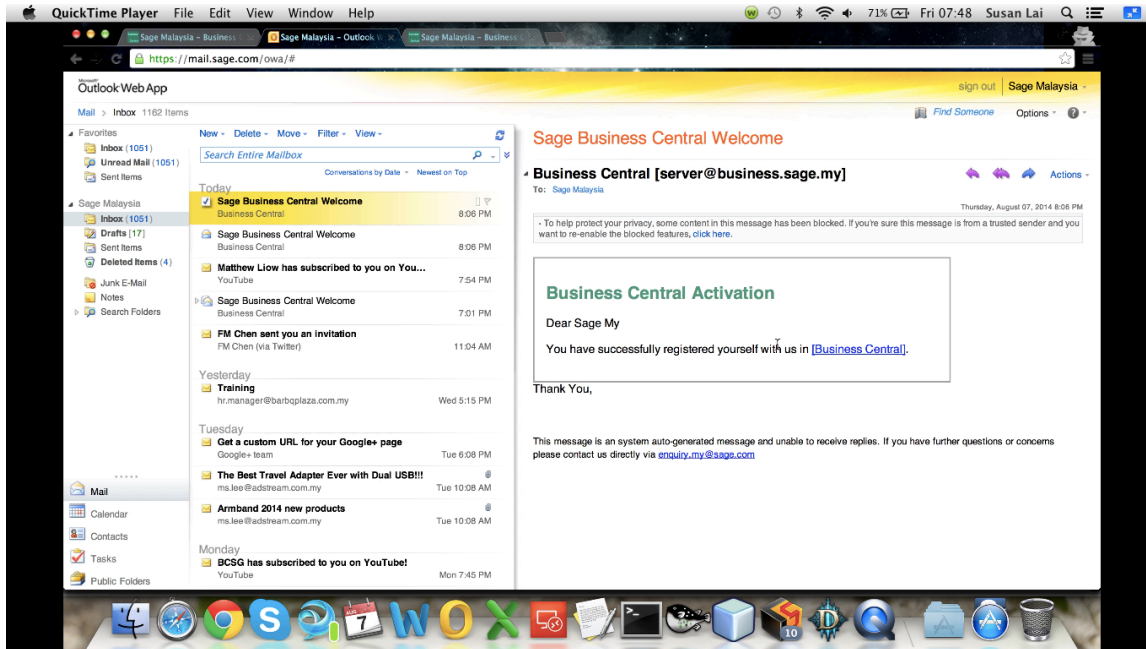 QuickTime Player File Edit View Window Help
71% Fri 07:48 Susan Lai
Sage Malaysia – Business
Sage Malaysia – Outlook
Sage Malaysia – Business
https://mail.sage.com/owa/#
Microsoft
Outlook Web App
sign out Sage Malaysia
Mail > Inbox 1162 Items
Find Someone Options
Favorites
Inbox (1051)
Unread Mail (1051)
Sent Items
Sage Malaysia
Inbox (1051)
Drafts [17]
Sent Items
Deleted Items (4)
Junk E-Mail
Notes
Search Folders
Mail
Calendar
Contacts
Tasks
Public Folders
New Delete Move Filter View
Search Entire Mailbox
Conversations by Date Newest on Top
Today
Sage Business Central Welcome
Business Central 8:06 PM
Sage Business Central Welcome
Business Central 8:06 PM
Matthew Liow has subscribed to you on You...
YouTube 7:54 PM
Sage Business Central Welcome
Business Central 7:01 PM
FM Chen sent you an invitation
FM Chen (via Twitter) 11:04 AM
Yesterday
Training
hr.manager@barbqplaza.com.my Wed 5:15 PM
Tuesday
Get a custom URL for your Google+ page
Google+ team Tue 6:08 PM
The Best Travel Adapter Ever with Dual USB!!!
ms.lee@adstream.com.my Tue 10:08 AM
Armband 2014 new products
ms.lee@adstream.com.my Tue 10:08 AM
Monday
BCSG has subscribed to you on YouTube!
YouTube Mon 7:45 PM
Sage Business Central Welcome
Business Central [server@business.sage.my]
Actions
To: Sage Malaysia
Thursday, August 07, 2014 8:06 PM
- To help protect your privacy, some content in this message has been blocked. If you're sure this message is from a trusted sender and you
want to re-enable the blocked features, click here.
Business Central Activation
Dear Sage My
You have successfully registered yourself with us in [Business Central].
Thank You,
This message is an system auto-generated message and unable to receive replies. If you have further questions or concerns
please contact us directly via enquiry.my@sage.com
AUG
7
10